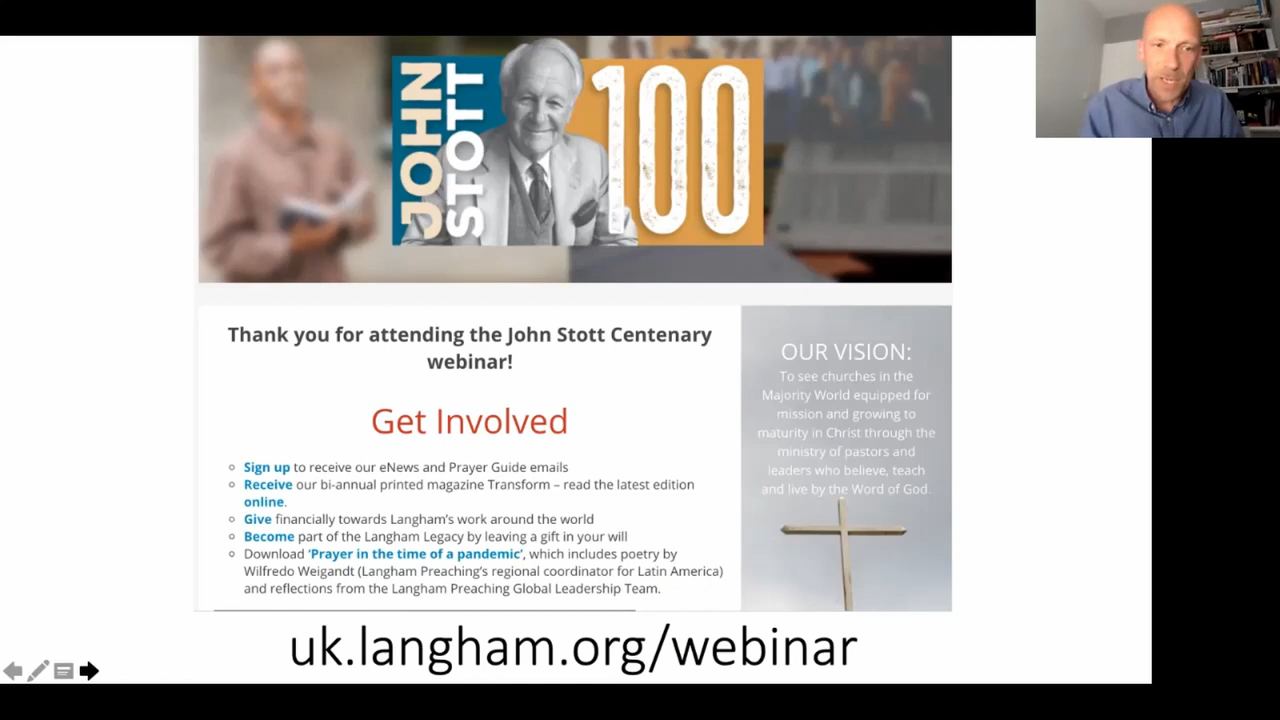 JOHN
STOTT
100
Thank you for attending the John Stott Centenary
webinar!
Get Involved
Sign up to receive our eNews and Prayer Guide emails
Receive our bi-annual printed magazine Transform – read the latest edition
online.
Give financially towards Langham's work around the world
Become part of the Langham Legacy by leaving a gift in your will
Download 'Prayer in the time of a pandemic', which includes poetry by
Wilfredo Weigandt (Langham Preaching's regional coordinator for Latin America)
and reflections from the Langham Preaching Global Leadership Team.
OUR VISION:
To see churches in the
Majority World equipped for
mission and growing to
maturity in Christ through the
ministry of pastors and
leaders who believe, teach
and live by the Word of God.
uk.langham.org/webinar